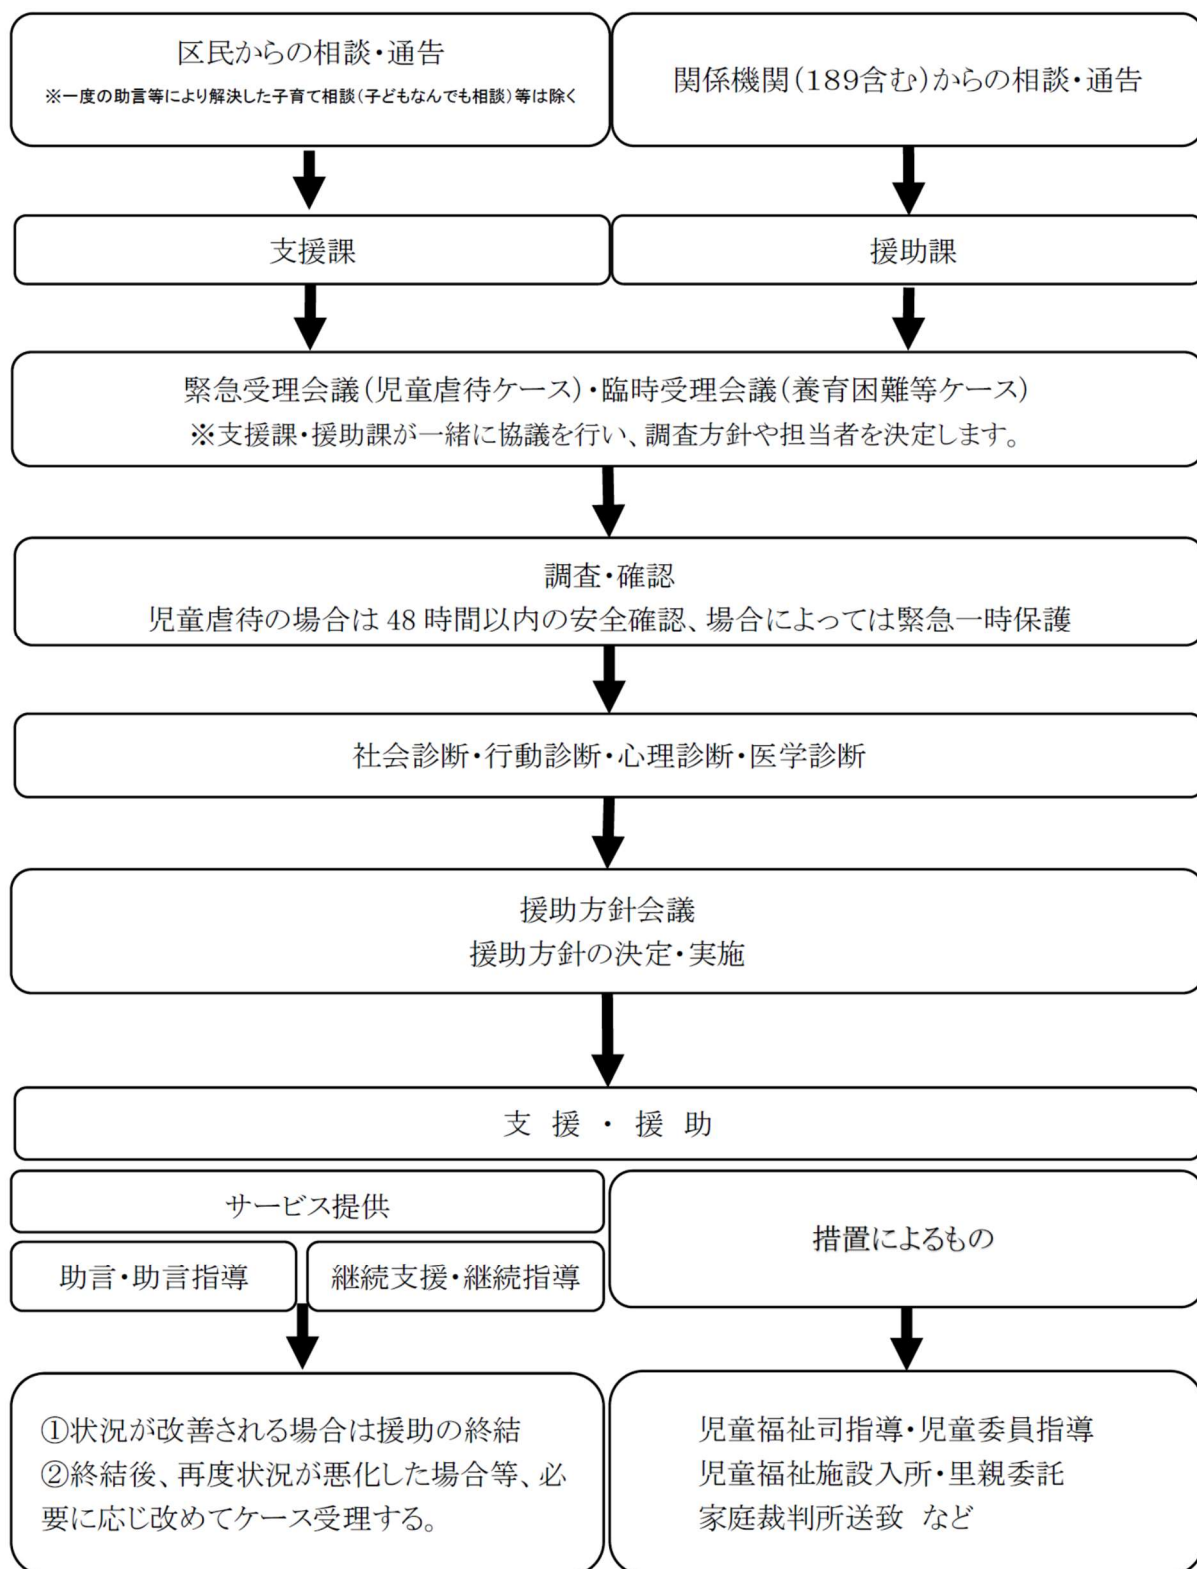 区民からの相談・通告
※一度の助言等により解決した子育て相談(子どもなんでも相談)等は除く
関係機関(189含む)からの相談・通告
支援課
援助課
緊急受理会議(児童虐待ケース)・臨時受理会議(養育困難等ケース)
※支援課・援助課が一緒に協議を行い、調査方針や担当者を決定します。
調査・確認
児童虐待の場合は 48 時間以内の安全確認、場合によっては緊急一時保護
社会診断・行動診断・心理診断・医学診断
援助方針会議
援助方針の決定・実施
支 援 ・ 援 助
サービス提供
措置によるもの
助言・助言指導
継続支援・継続指導
①状況が改善される場合は援助の終結
②終結後、再度状況が悪化した場合等、必
要に応じ改めてケース受理する。
児童福祉司指導・児童委員指導
児童福祉施設入所・里親委託
家庭裁判所送致 など